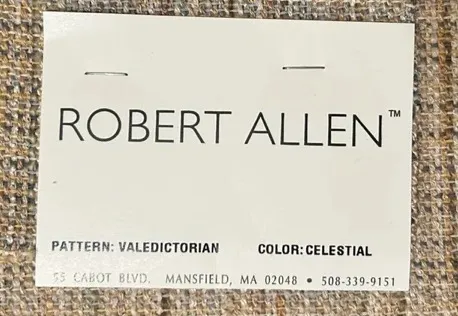 ROBERT ALLEN™
PATTERN: VALEDICTORIAN COLOR: CELESTIAL
55 CABOT BLVD. MANSFIELD, MA 02048 • 508-339-9151